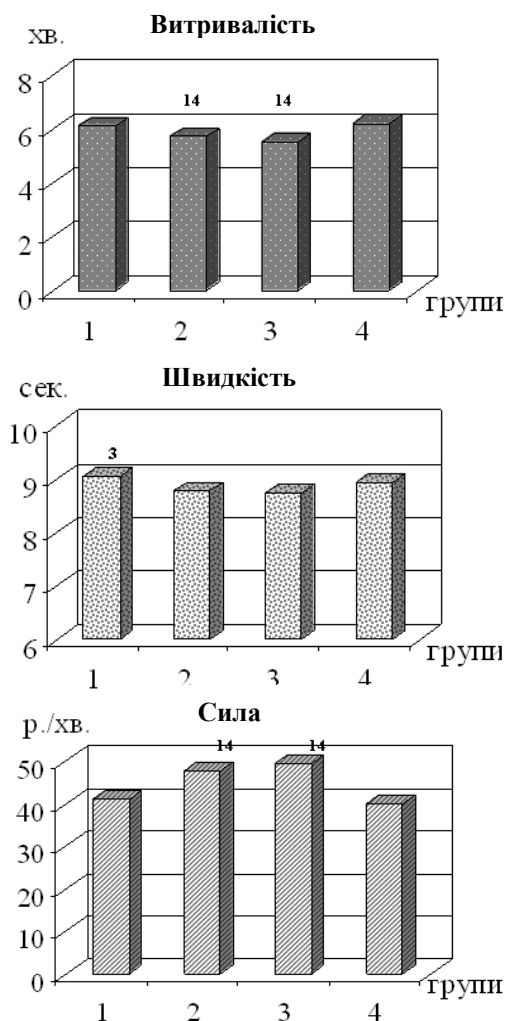 Витривалість
хв.
8
14 14
6
4
2
0
групи
1 2 3 4
Швидкість
сек.
10
3
9
8
7
6
групи
1 2 3 4
Сила
р./хв.
14 14
50
40
30
20
10
0
групи
1 2 3 4